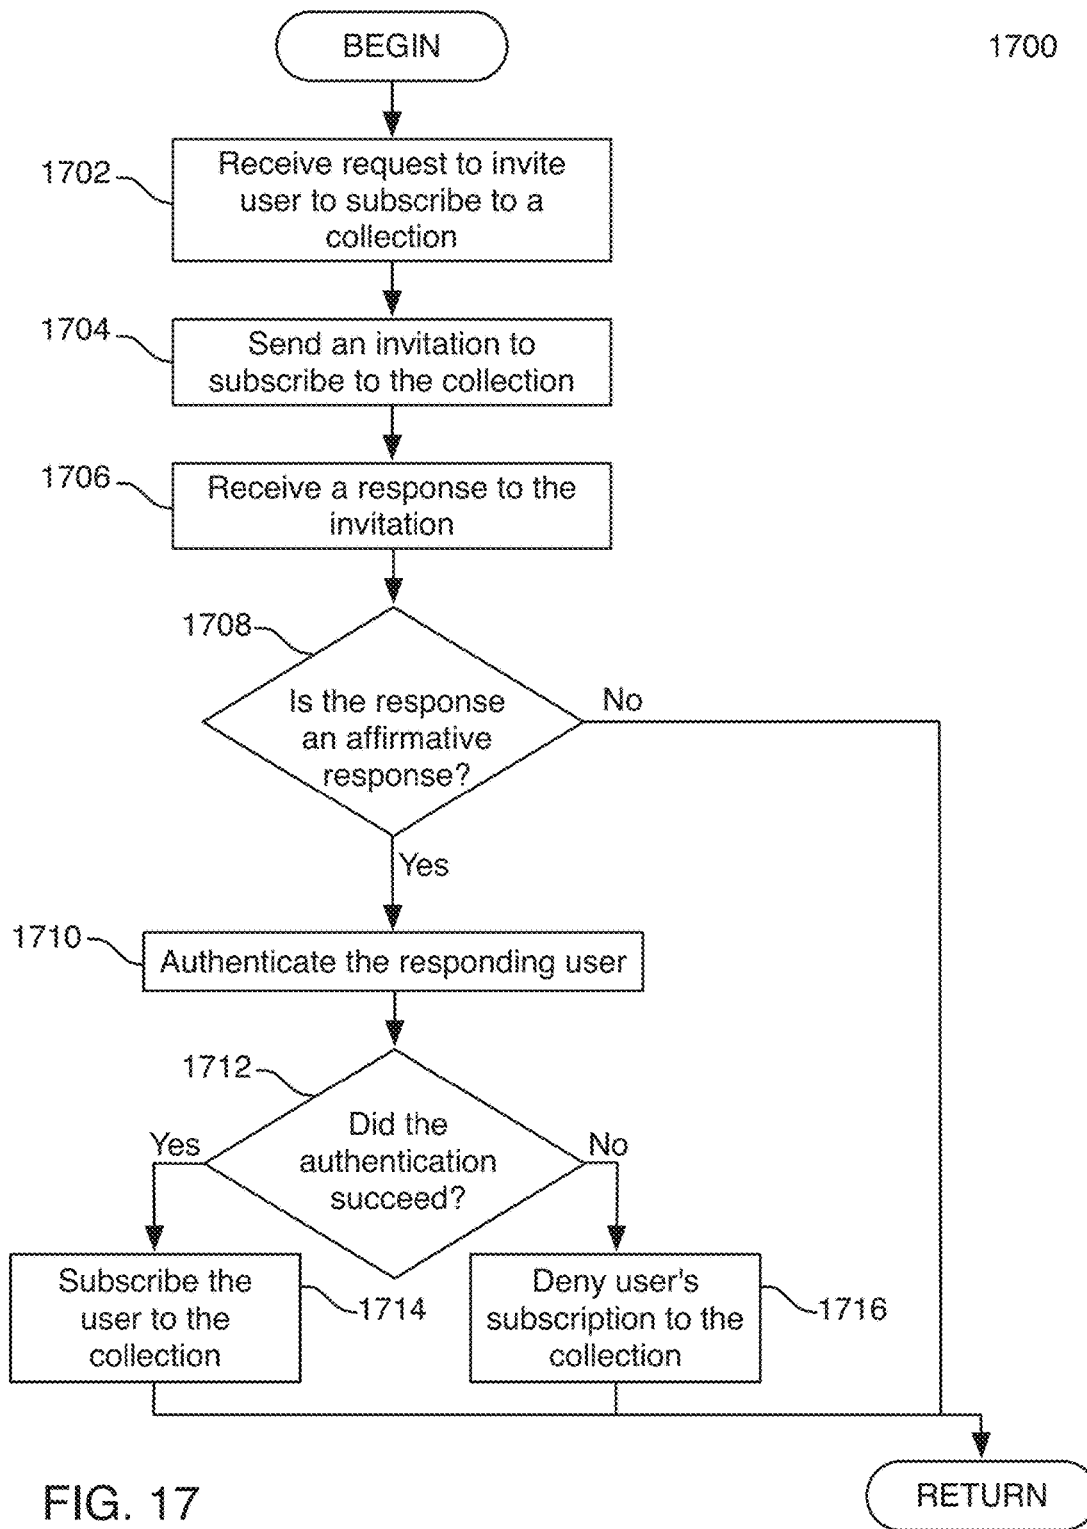 BEGIN
1700
1702
Receive request to invite
user to subscribe to a
collection
1704
Send an invitation to
subscribe to the collection
1706
Receive a response to the
invitation
1708
Is the response
an affirmative
response?
No
Yes
1710
Authenticate the responding user
1712
Did the
authentication
succeed?
Yes
No
Subscribe the
user to the
collection
1714
Deny user's
subscription to the
collection
1716
RETURN
FIG. 17